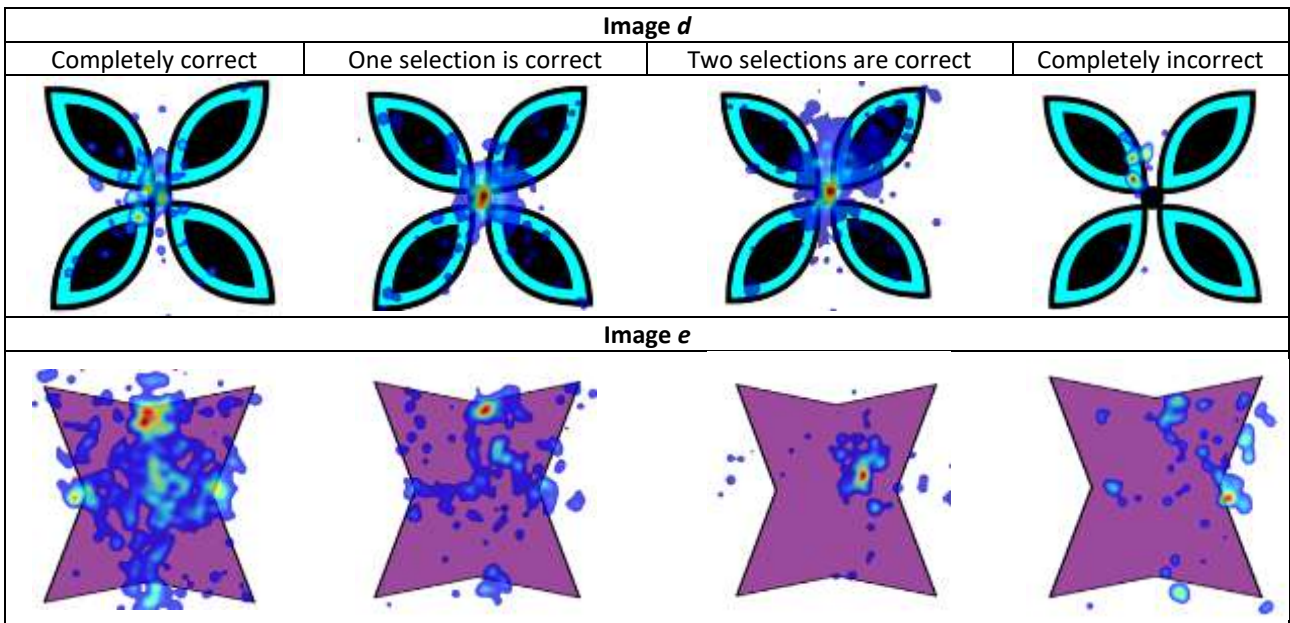 Image d
Completely correct
One selection is correct
Two selections are correct
Completely incorrect
Image e